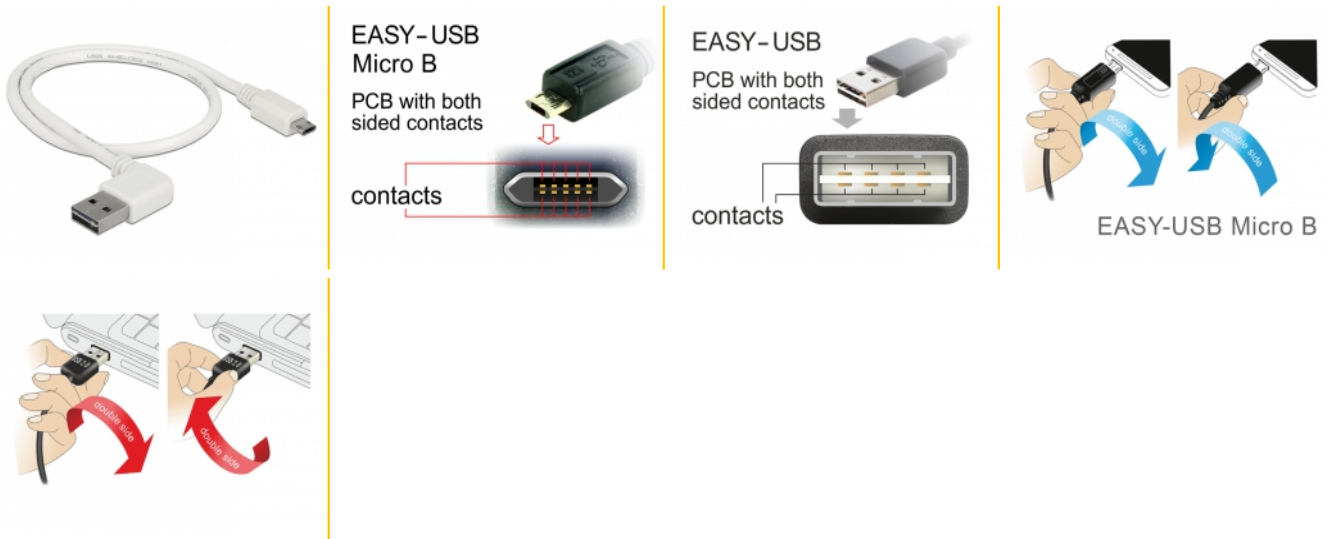 EASY-USB
Micro B
PCB with both
sided contacts
contacts
EASY-USB
PCB with both
sided contacts
contacts
double side
double side
EASY-USB Micro B
double side
double side